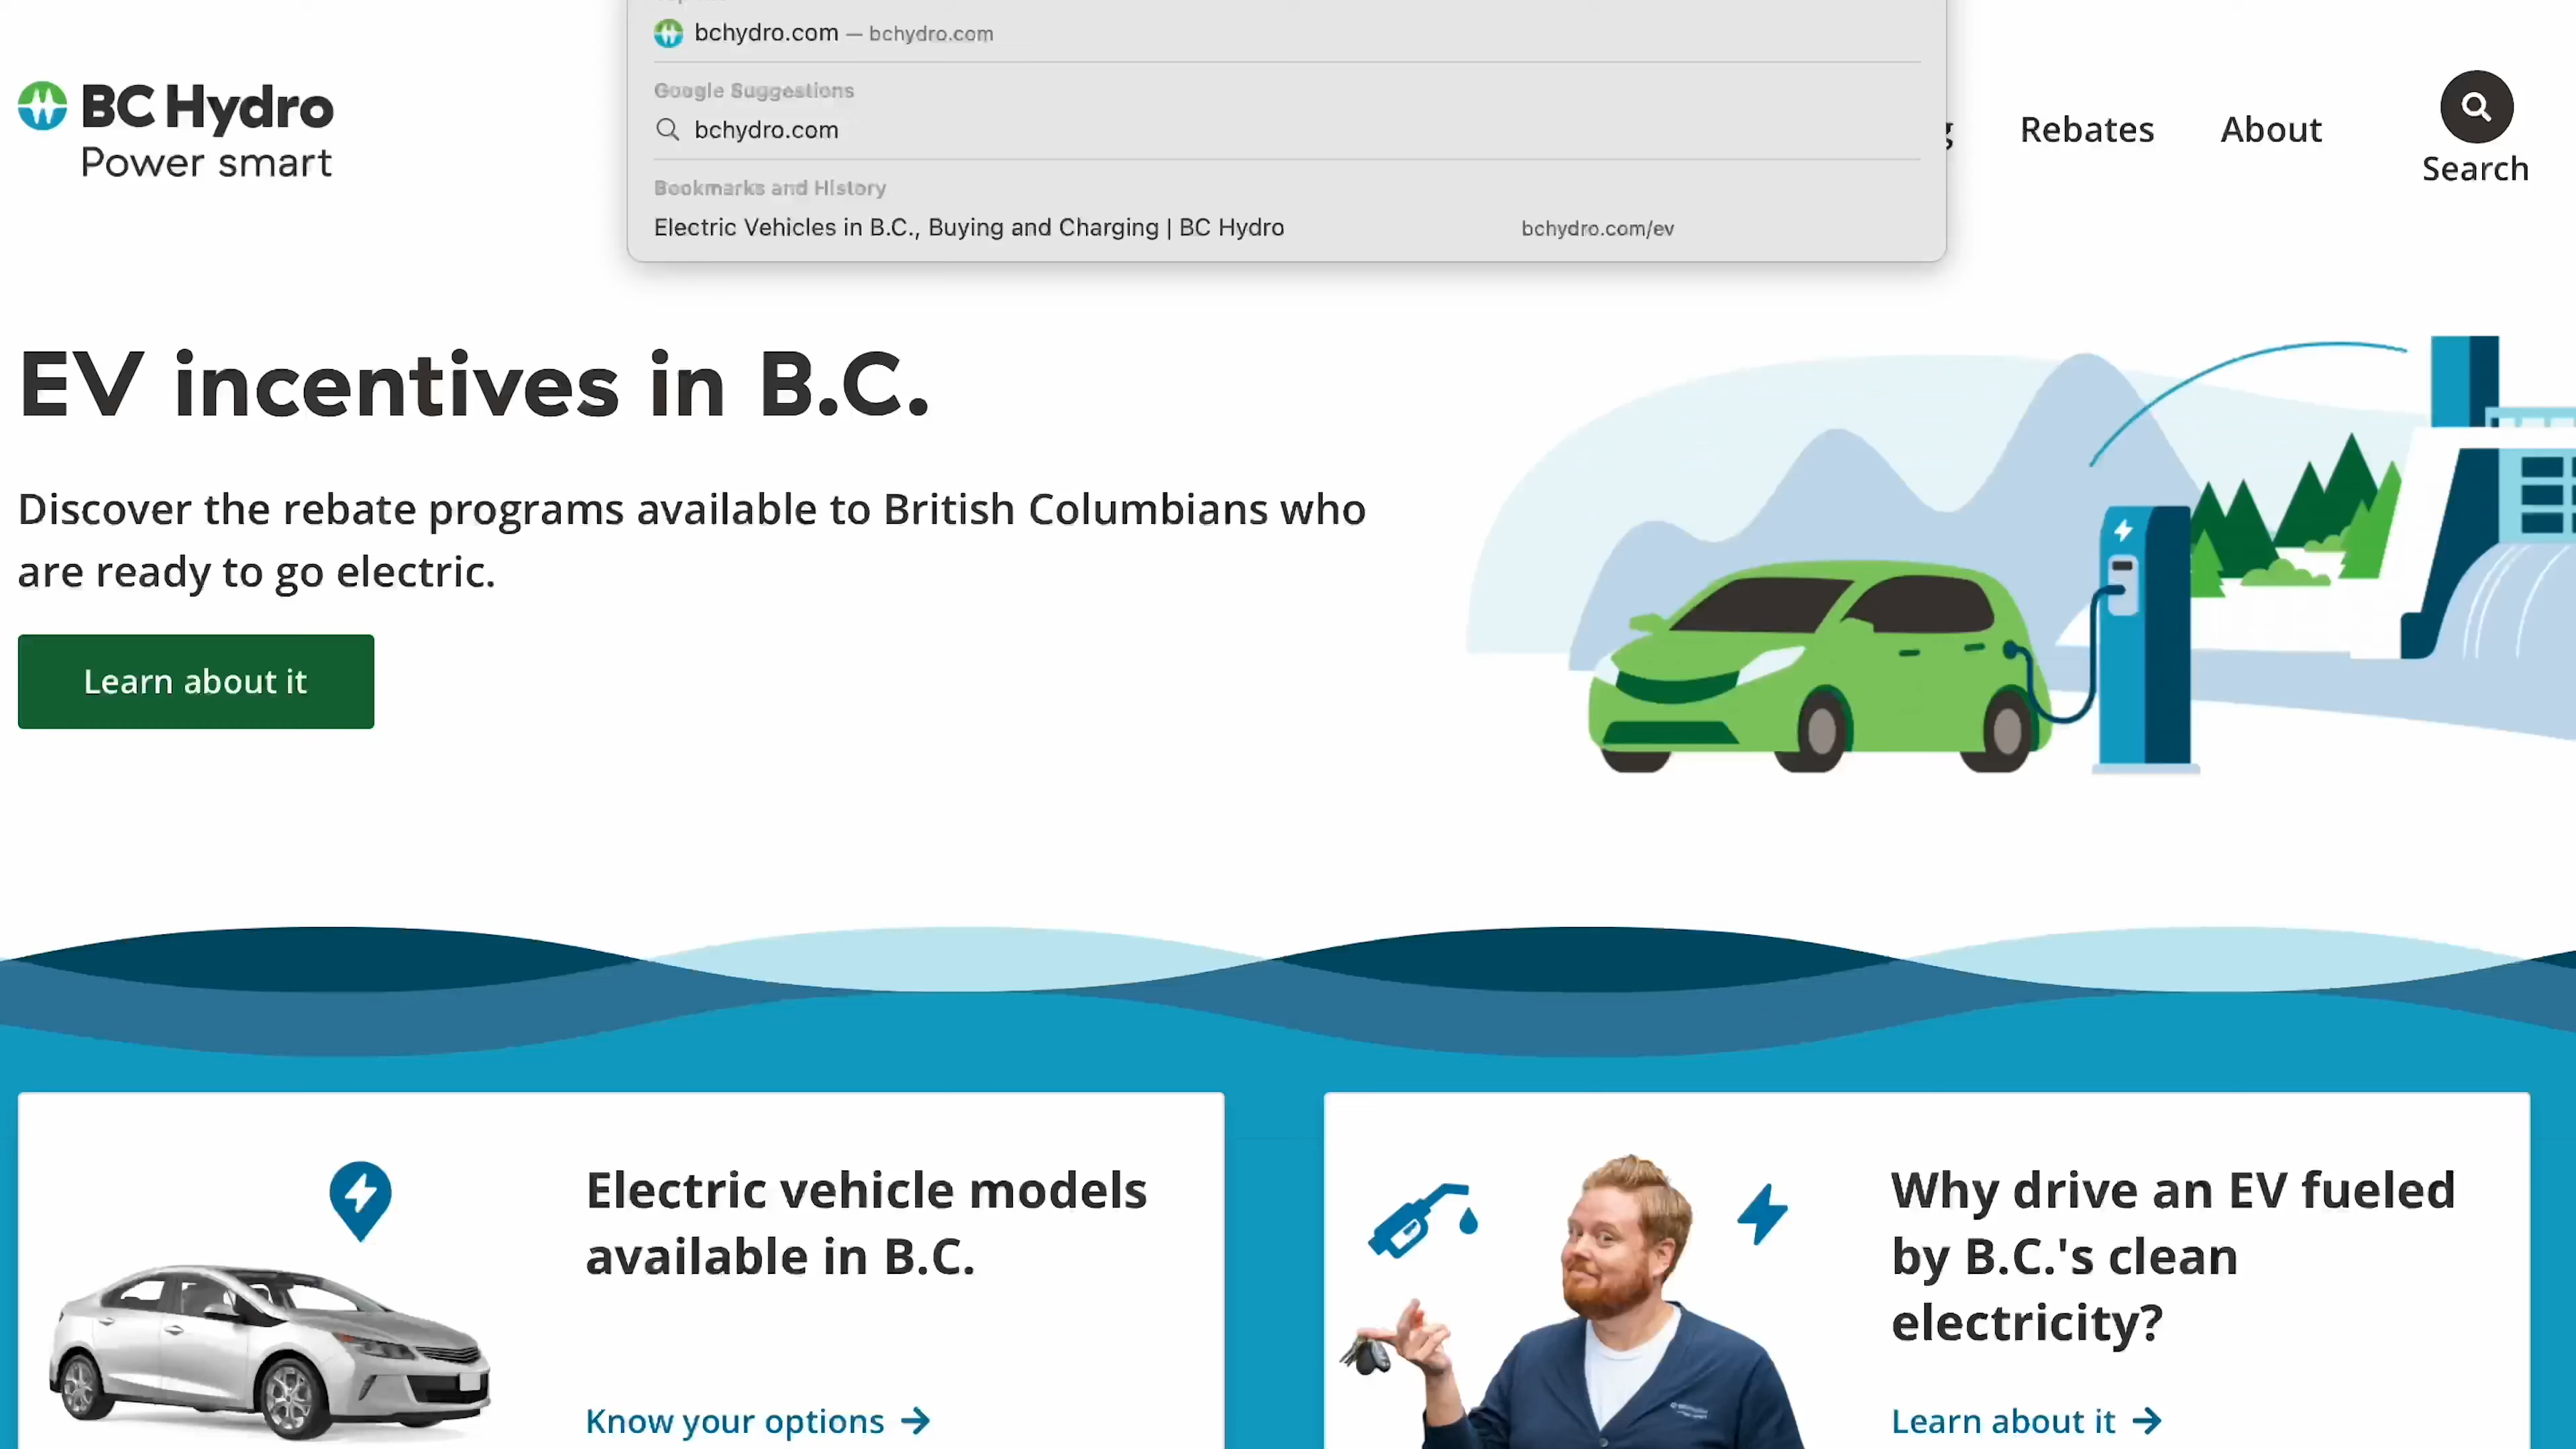 bchydro.com — bchydro.com
Google Suggestions
bchydro.com
Bookmarks and History
Electric Vehicles in B.C., Buying and Charging | BC Hydro bchydro.com/ev
BC Hydro
Power smart
Rebates
About
Search
EV incentives in B.C.
Discover the rebate programs available to British Columbians who
are ready to go electric.
Learn about it
Electric vehicle models
available in B.C.
Know your options
Why drive an EV fueled
by B.C.'s clean
electricity?
Learn about it